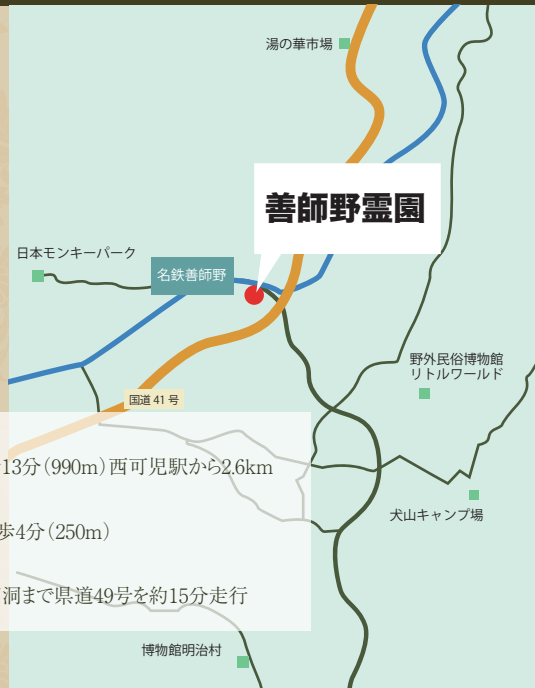 湯の華市場
善師野霊園
日本モンキーパーク
名鉄善師野
野外民俗博物館
リトルワールド
国道41号
13分（990m）西可児駅から2.6km
歩4分（250m）
犬山キャンプ場
洞まで県道49号を約15分走行
博物館明治村